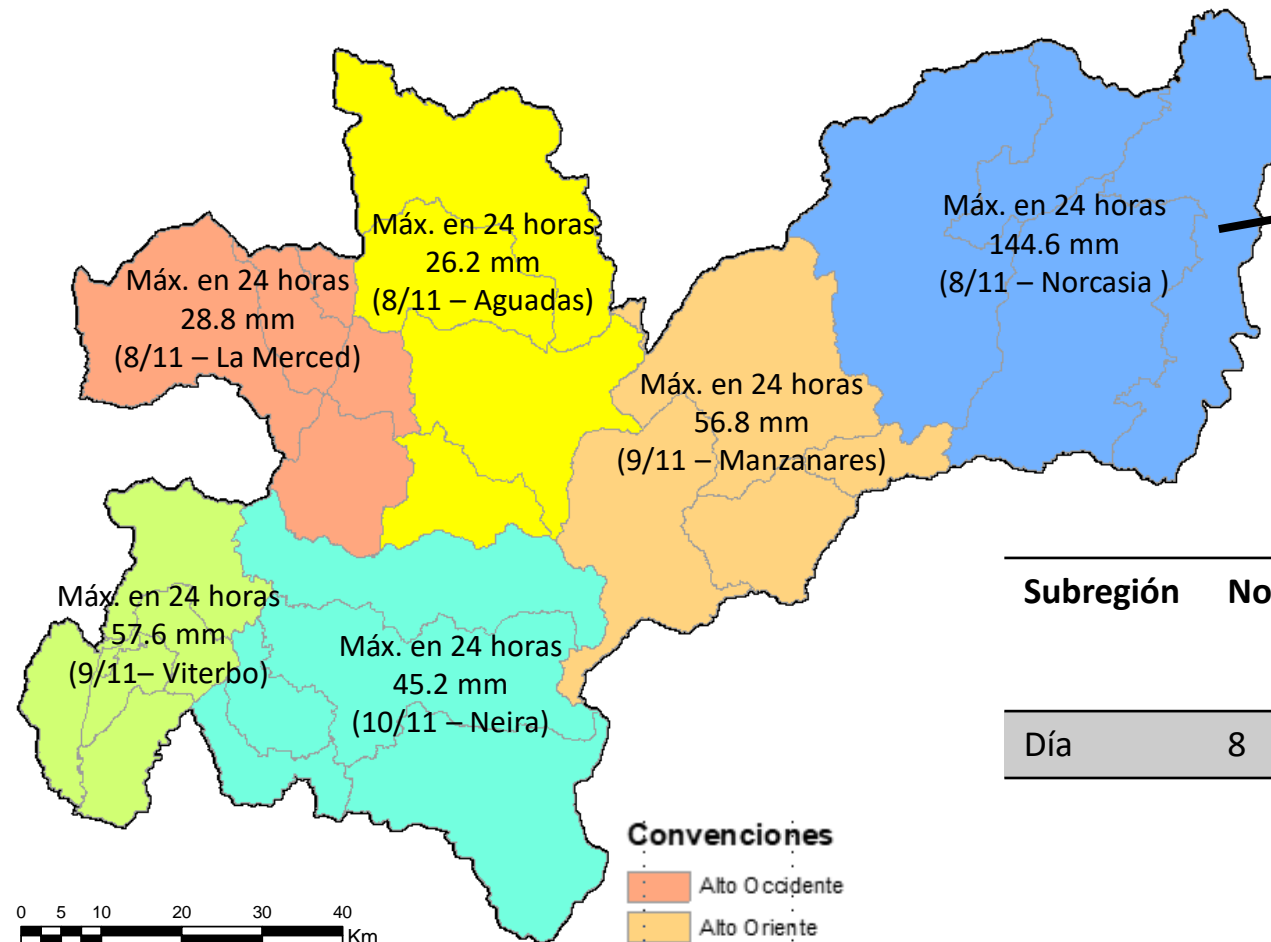 Máx. en 24 horas
26.2 mm
(8/11 – Aguadas)
Máx. en 24 horas
144.6 mm
(8/11 – Norcasia )
Máx. en 24 horas
28.8 mm
(8/11 – La Merced)
Máx. en 24 horas
56.8 mm
(9/11 – Manzanares)
Máx. en 24 horas
57.6 mm
(9/11– Viterbo)
Máx. en 24 horas
45.2 mm
(10/11 – Neira)
Subregión No
Día 8
Convenciones
Alto Occidente
Alto Oriente
0 5 10 20 30 40
Km